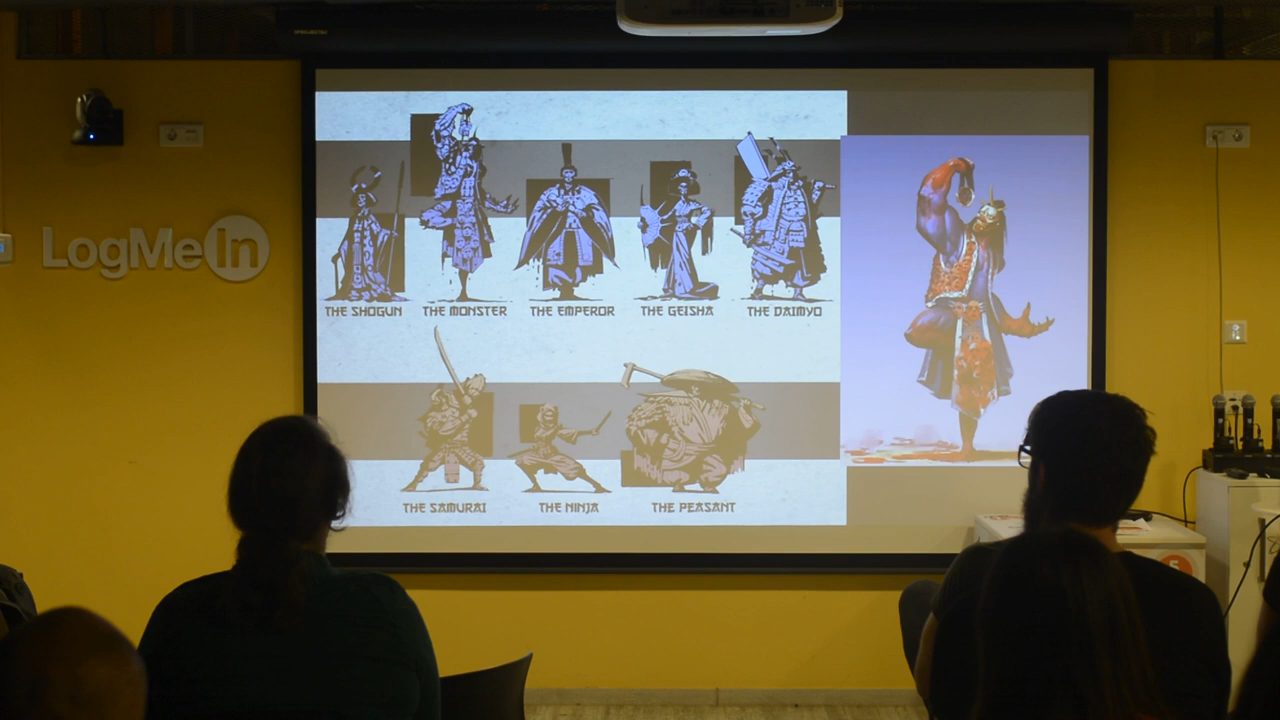 LogMeIn
THE SHOGUN THE MONSTER THE EMPEROR THE GEISHA THE DAIMYO
THE SAMURAI THE NINJA THE PEASANT